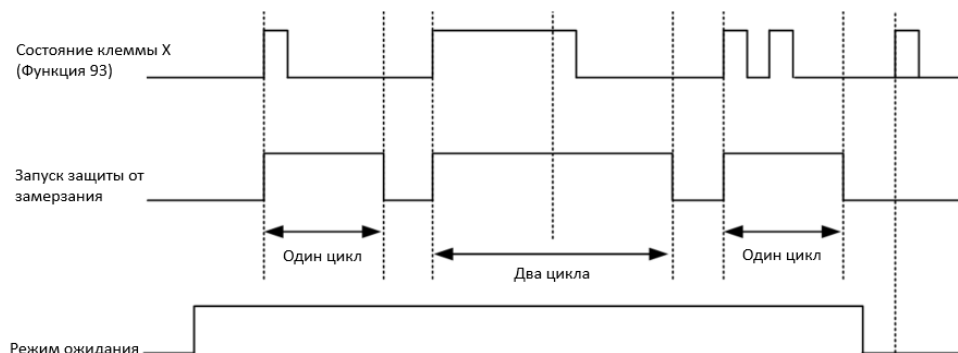 Состояние клеммы X
(Функция 93)
Запуск защиты от
замерзания
Один цикл
Два цикла
Один цикл
Режим ожидания